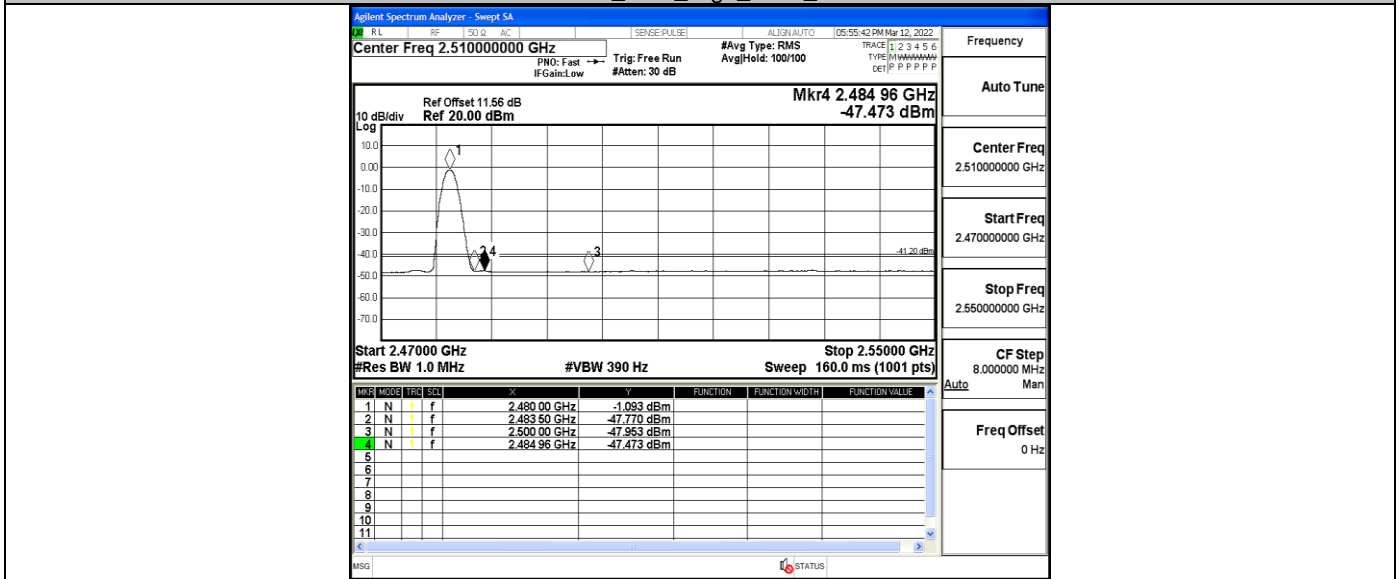 Agilent Spectrum Analyzer - Swept SA
RL RF 50 Ω AC SENSE:PULSE ALIGNAUTO 05:55:42 PM Mar 12, 2022
Center Freq 2.510000000 GHz
PNO: Fast
IFGain:Low
Trig: Free Run
#Atten: 30 dB
#Avg Type: RMS
Avg|Hold: 100/100
TRACE 1 2 3 4 5 6
TYPE MWWWWW
DET P P P P P P
Mkr4 2.484 96 GHz
-47.473 dBm
Ref Offset 11.56 dB
10 dB/div Ref 20.00 dBm
Log
10.0
0.00
-10.0
-20.0
-30.0
-40.0
-50.0
-60.0
-70.0
1
2 4
3
-41.20 dBm
Start 2.47000 GHz Stop 2.55000 GHz
#Res BW 1.0 MHz #VBW 390 Hz Sweep 160.0 ms (1001 pts)
MKR MODE TRC SCL X Y FUNCTION FUNCTION WIDTH FUNCTION VALUE
1 N 1 f 2.480 00 GHz -1.093 dBm
2 N 1 f 2.483 50 GHz -47.770 dBm
3 N 1 f 2.500 00 GHz -47.953 dBm
4 N 1 f 2.484 96 GHz -47.473 dBm
5
6
7
8
9
10
11
MSG STATUS
Frequency
Auto Tune
Center Freq
2.510000000 GHz
Start Freq
2.470000000 GHz
Stop Freq
2.550000000 GHz
CF Step
8.000000 MHz
Auto Man
Freq Offset
0 Hz